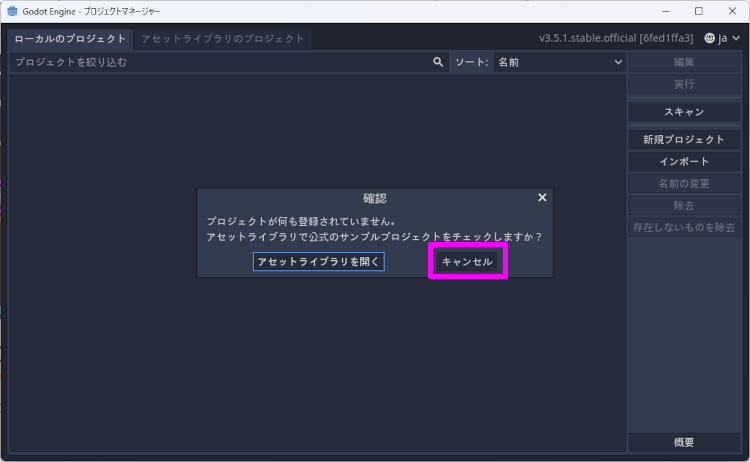 Godot Engine - プロジェクトマネージャー
ローカルのプロジェクト
アセットライブラリのプロジェクト
v3.5.1.stable.official [6fed1ffa3]
ja
プロジェクトを絞り込む
ソート:
名前
編集
実行
スキャン
新規プロジェクト
インポート
名前の変更
除去
存在しないものを除去
確認
プロジェクトが何も登録されていません。
アセットライブラリで公式のサンプルプロジェクトをチェックしますか？
アセットライブラリを開く
キャンセル
概要